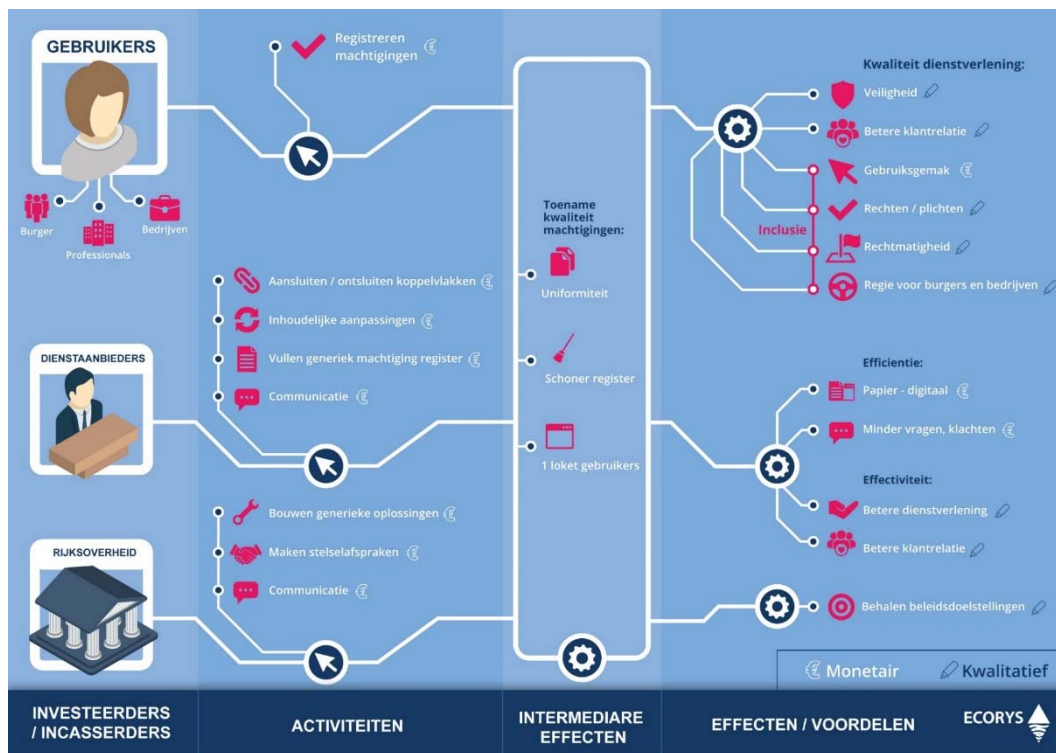 GEBRUIKERS
Burger
Professionals
Bedrijven
DIENSTAANBIEDERS
RIJKSOVERHEID
Registreren
machtigingen
Aansluiten / ontsluiten koppelvlakken
Inhoudelijke aanpassingen
Vullen generiek machtiging register
Communicatie
Bouwen generieke oplossingen
Maken stelselafspraken
Communicatie
Toename
kwaliteit
machtigingen:
Uniformiteit
Schoner register
1 loket gebruikers
Kwaliteit dienstverlening:
Veiligheid
Betere klantrelatie
Gebruiksgemak
Rechten / plichten
Inclusie
Rechtmatigheid
Regie voor burgers en bedrijven
Efficientie:
Papier - digitaal
Minder vragen, klachten
Effectiviteit:
Betere dienstverlening
Betere klantrelatie
Behalen beleidsdoelstellingen
Monetair
Kwalitatief
INVESTEERDERS
/ INCASSERDERS
ACTIVITEITEN
INTERMEDIARE
EFFECTEN
EFFECTEN / VOORDELEN
ECORYS